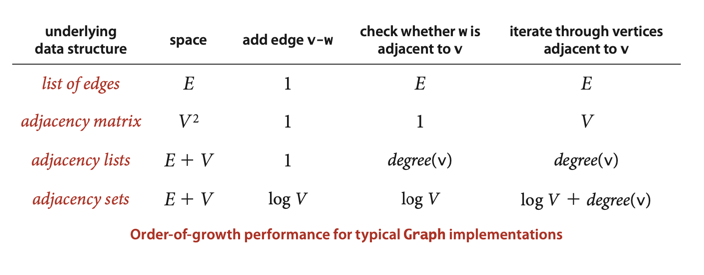 underlying data structure space add edge v-w check whether w is adjacent to v iterate through vertices adjacent to v
list of edges E 1 E E
adjacency matrix V² 1 1 V
adjacency lists E + V 1 degree(v) degree(v)
adjacency sets E + V log V log V log V + degree(v)
Order-of-growth performance for typical Graph implementations